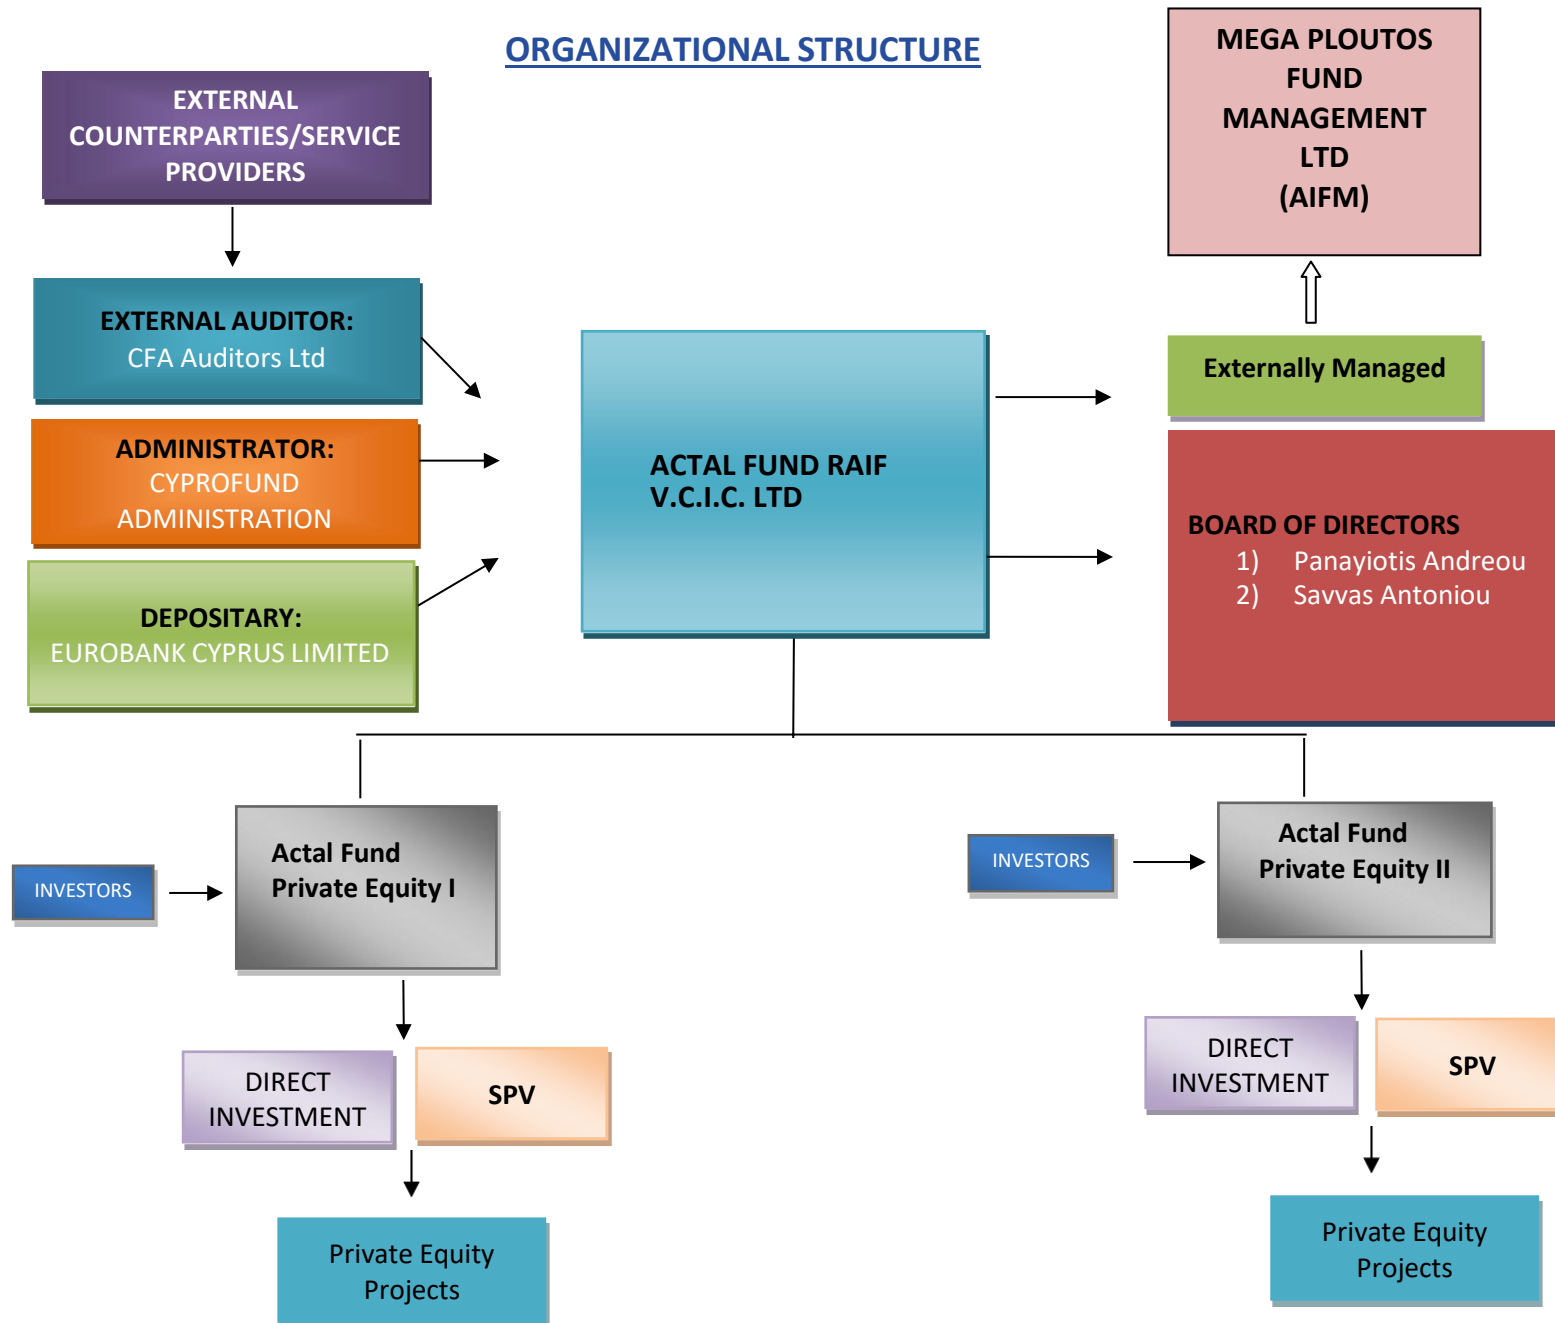 ORGANIZATIONAL STRUCTURE
MEGA PLOUTOS
FUND
MANAGEMENT
LTD
(AIFM)
EXTERNAL
COUNTERPARTIES/SERVICE
PROVIDERS
EXTERNAL AUDITOR:
CFA Auditors Ltd
Externally Managed
ADMINISTRATOR:
CYPROFUND
ADMINISTRATION
ACTAL FUND RAIF
V.C.I.C. LTD
BOARD OF DIRECTORS
1) Panayiotis Andreou
2) Savvas Antoniou
DEPOSITARY:
EUROBANK CYPRUS LIMITED
INVESTORS
Actal Fund
Private Equity I
INVESTORS
Actal Fund
Private Equity II
DIRECT
INVESTMENT
SPV
DIRECT
INVESTMENT
SPV
Private Equity
Projects
Private Equity
Projects